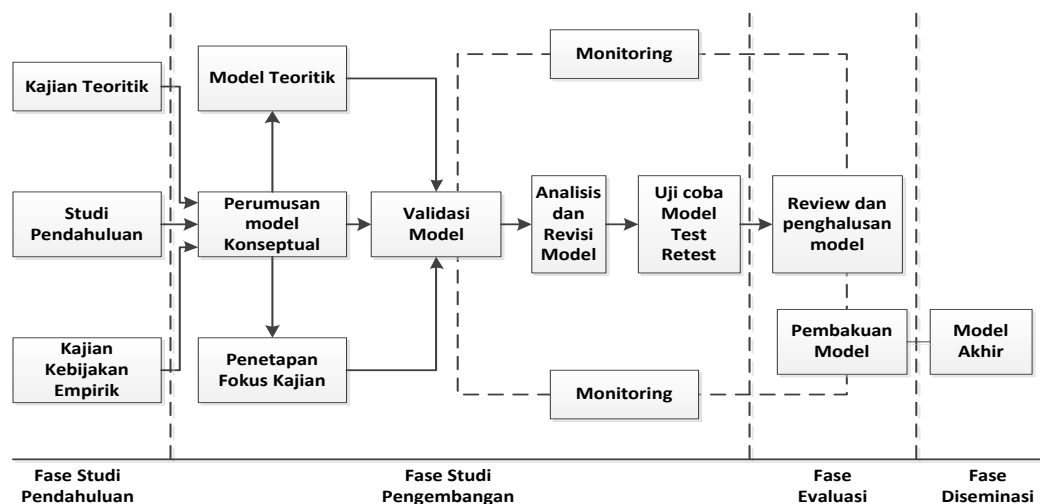 Monitoring
Kajian Teoritik
Model Teoritik
Studi
Pendahuluan
Perumusan
model
Konseptual
Validasi
Model
Analisis
dan
Revisi
Model
Uji coba
Model
Test
Retest
Review dan
penghalusan
model
Kajian
Kebijakan
Empirik
Penetapan
Fokus Kajian
Monitoring
Pembakuan
Model
Model
Akhir
Fase Studi
Pendahuluan
Fase Studi
Pengembangan
Fase
Evaluasi
Fase
Diseminasi